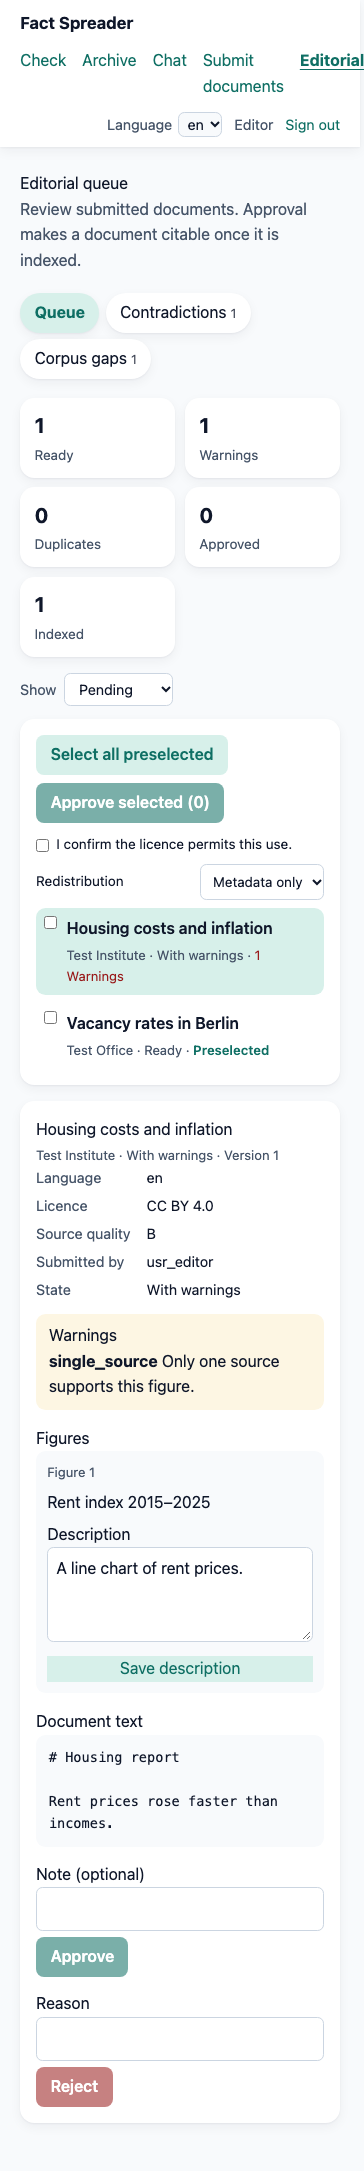 Fact Spreader
Check Archive Chat Submit documents Editorial
Language en Editor Sign out
Editorial queue
Review submitted documents. Approval
makes a document citable once it is
indexed.
Queue Contradictions 1
Corpus gaps 1
1 1
Ready Warnings
0 0
Duplicates Approved
1
Indexed
Show Pending
Select all preselected
Approve selected (0)
I confirm the licence permits this use.
Redistribution Metadata only
Housing costs and inflation
Test Institute · With warnings · 1
Warnings
Vacancy rates in Berlin
Test Office · Ready · Preselected
Housing costs and inflation
Test Institute · With warnings · Version 1
Language en
Licence CC BY 4.0
Source quality B
Submitted by usr_editor
State With warnings
Warnings
single_source Only one source
supports this figure.
Figures
Figure 1
Rent index 2015–2025
Description
A line chart of rent prices.
Save description
Document text
# Housing report
Rent prices rose faster than
incomes.
Note (optional)
Approve
Reason
Reject